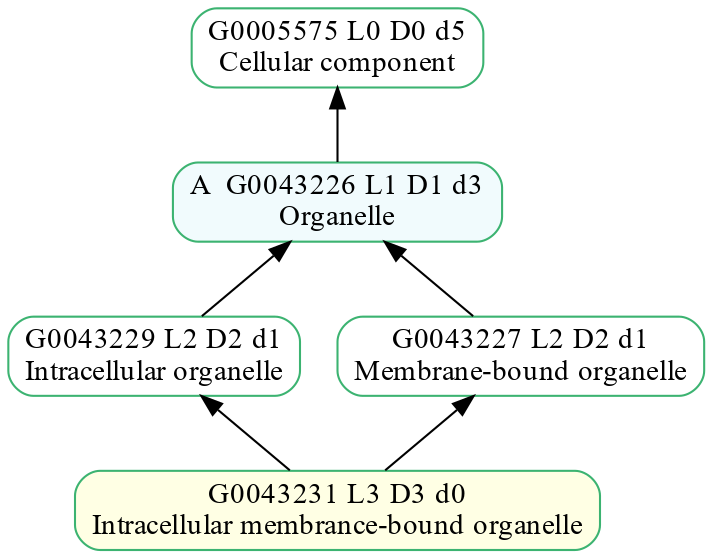 G0005575 L0 D0 d5
Cellular component
A  G0043226 L1 D1 d3
Organelle
G0043229 L2 D2 d1
Intracellular organelle
G0043227 L2 D2 d1
Membrane-bound organelle
G0043231 L3 D3 d0
Intracellular membrance-bound organelle